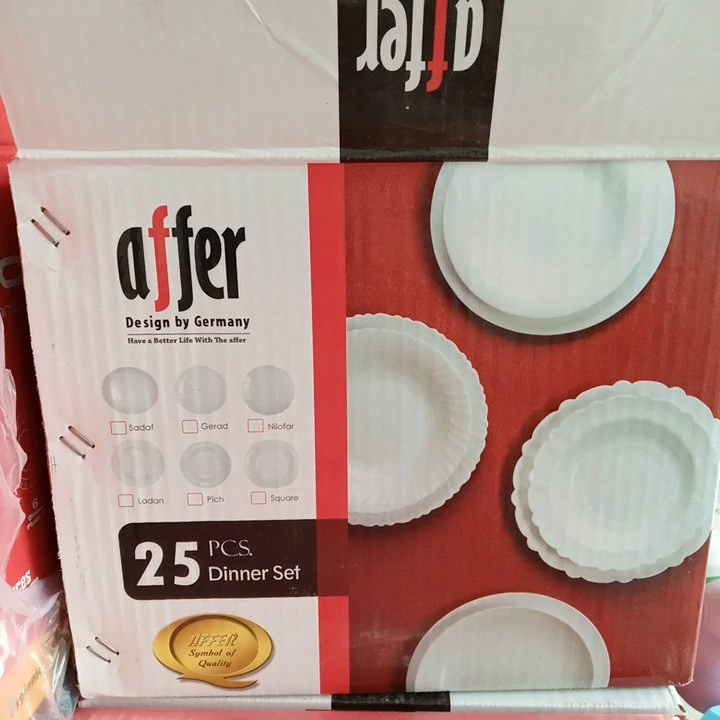 affer
affer
Design by Germany
Have a Better Life With The affer
Sadaf
Gerad
Nilofar
Ladan
Pich
Square
25 PCS.
Dinner Set
AFFER
Symbol of
Quality
6